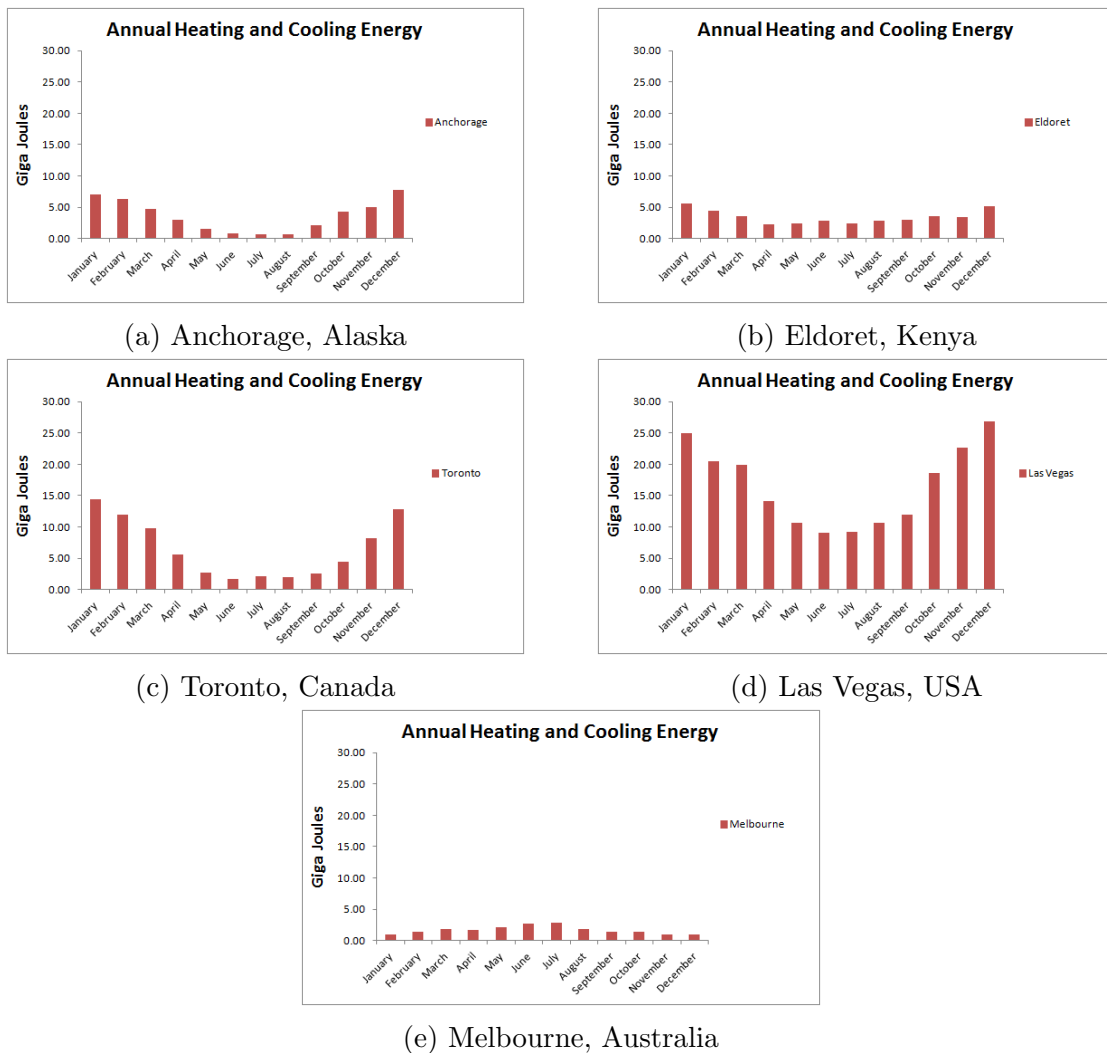 Annual Heating and Cooling Energy
30.00
25.00
20.00
15.00
10.00
5.00
0.00
Giga Joules
January
February
March
April
May
June
July
August
September
October
November
December
Anchorage
(a) Anchorage, Alaska
Annual Heating and Cooling Energy
30.00
25.00
20.00
15.00
10.00
5.00
0.00
Giga Joules
January
February
March
April
May
June
July
August
September
October
November
December
Eldoret
(b) Eldoret, Kenya
Annual Heating and Cooling Energy
30.00
25.00
20.00
15.00
10.00
5.00
0.00
Giga Joules
January
February
March
April
May
June
July
August
September
October
November
December
Toronto
(c) Toronto, Canada
Annual Heating and Cooling Energy
30.00
25.00
20.00
15.00
10.00
5.00
0.00
Giga Joules
January
February
March
April
May
June
July
August
September
October
November
December
Las Vegas
(d) Las Vegas, USA
Annual Heating and Cooling Energy
30.00
25.00
20.00
15.00
10.00
5.00
0.00
Giga Joules
January
February
March
April
May
June
July
August
September
October
November
December
Melbourne
(e) Melbourne, Australia